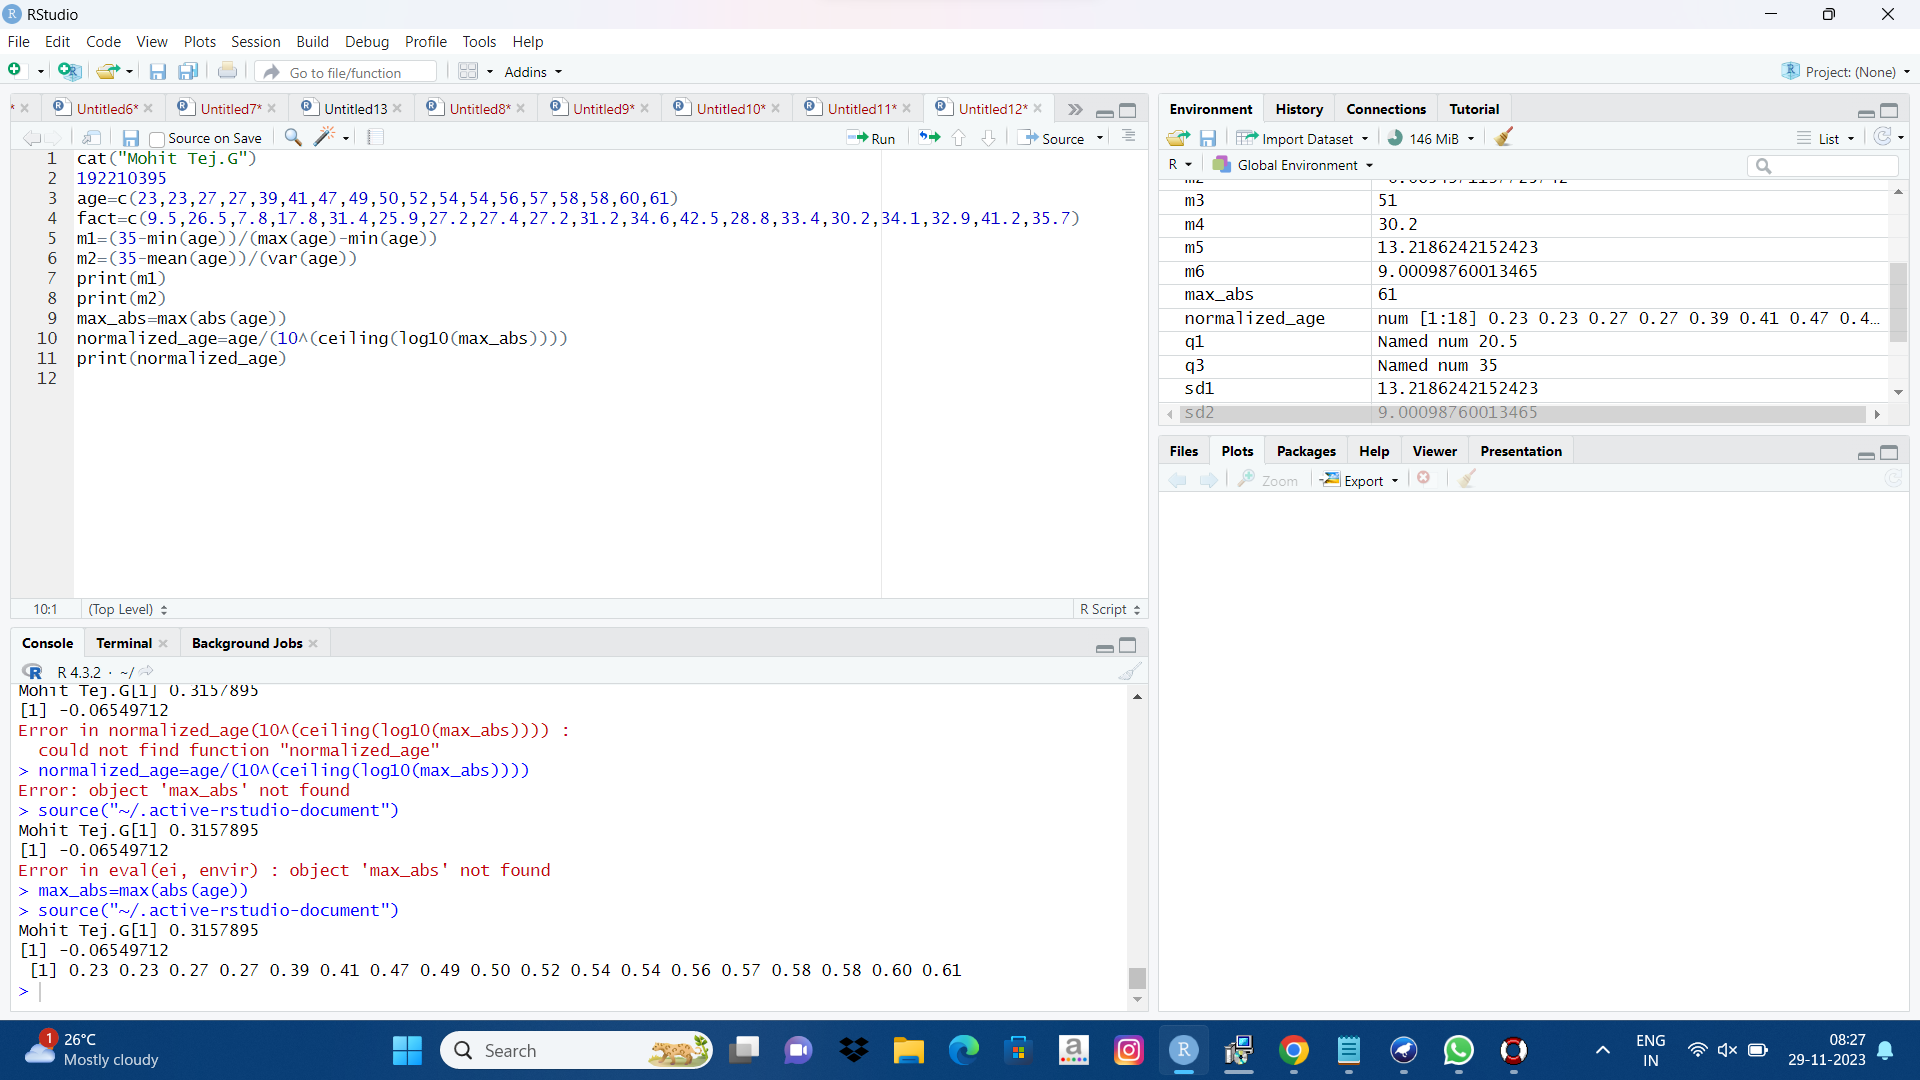 RStudio
File Edit Code View Plots Session Build Debug Profile Tools Help
Go to file/function Addins Project: (None)
Untitled6* Untitled7* Untitled13 Untitled8* Untitled9* Untitled10* Untitled11* Untitled12*
Source on Save Run Source
1 cat("Mohit Tej.G")
2 192210395
3 age=c(23,23,27,27,39,41,47,49,50,52,54,54,56,57,58,58,60,61)
4 fact=c(9.5,26.5,7.8,17.8,31.4,25.9,27.2,27.4,27.2,31.2,34.6,42.5,28.8,33.4,30.2,34.1,32.9,41.2,35.7)
5 m1=(35-min(age))/(max(age)-min(age))
6 m2=(35-mean(age))/(var(age))
7 print(m1)
8 print(m2)
9 max_abs=max(abs(age))
10 normalized_age=age/(10^(ceiling(log10(max_abs))))
11 print(normalized_age)
12
10:1 (Top Level) R Script
Console Terminal Background Jobs
R 4.3.2 · ~/
Mohit Tej.G[1] 0.3157895
[1] -0.06549712
Error in normalized_age(10^(ceiling(log10(max_abs)))) :
could not find function "normalized_age"
> normalized_age=age/(10^(ceiling(log10(max_abs))))
Error: object 'max_abs' not found
> source("~/.active-rstudio-document")
Mohit Tej.G[1] 0.3157895
[1] -0.06549712
Error in eval(ei, envir) : object 'max_abs' not found
> max_abs=max(abs(age))
> source("~/.active-rstudio-document")
Mohit Tej.G[1] 0.3157895
[1] -0.06549712
[1] 0.23 0.23 0.27 0.27 0.39 0.41 0.47 0.49 0.50 0.52 0.54 0.54 0.56 0.57 0.58 0.58 0.60 0.61
>
Environment History Connections Tutorial
Import Dataset 146 MiB List
R Global Environment
m3 51
m4 30.2
m5 13.2186242152423
m6 9.00098760013465
max_abs 61
normalized_age num [1:18] 0.23 0.23 0.27 0.27 0.39 0.41 0.47 0.4…
q1 Named num 20.5
q3 Named num 35
sd1 13.2186242152423
sd2 9.00098760013465
Files Plots Packages Help Viewer Presentation
Zoom Export
1 26°C
Mostly cloudy
Search
ENG
IN
08:27
29-11-2023